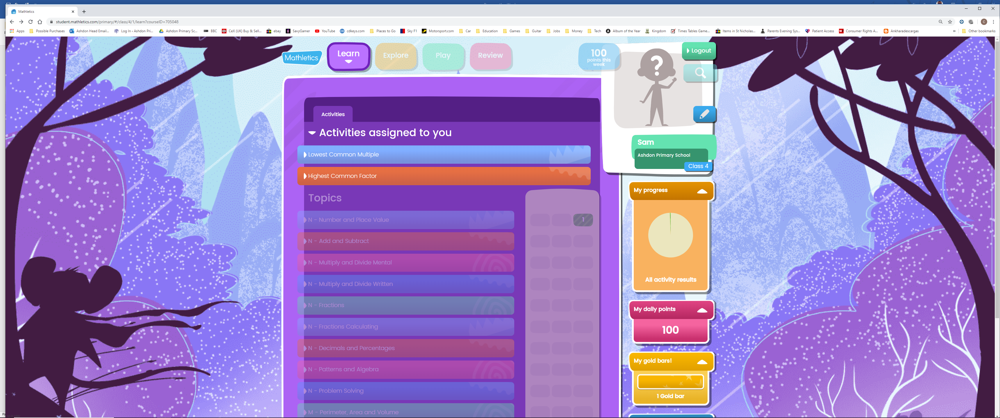 Mathletics
student.mathletics.com/primary/#/class/4/1/learn?courseID=705048
Apps Possible Purchases Ashdon Head Email... Log In ‹ Ashdon Pri... Ashdon Primary Sc... BBC CeX (UK) Buy & Sell... ebay SavyGamer YouTube cdkeys.com Places to Go Sky F1 Motorsport.com Car Education Games Guitar Jobs Money Tech Album of the Year Kingdom Times Tables Game... Items in St Nicholas... Parents Evening Sys... Patient Access Consumer Rights A... Ankharadescargas » Other bookmarks
Mathletics
Learn
Explore
Play
Review
100
points this
week
Logout
Activities
Activities assigned to you
Lowest Common Multiple
Highest Common Factor
Topics
N - Number and Place Value 1
N - Add and Subtract
N - Multiply and Divide Mental
N - Multiply and Divide Written
N - Fractions
N - Fractions Calculating
N - Decimals and Percentages
N - Patterns and Algebra
N - Problem Solving
M - Perimeter, Area and Volume
?
Sam
Ashdon Primary School
Class 4
My progress
All activity results
My daily points
100
My gold bars!
1 Gold bar